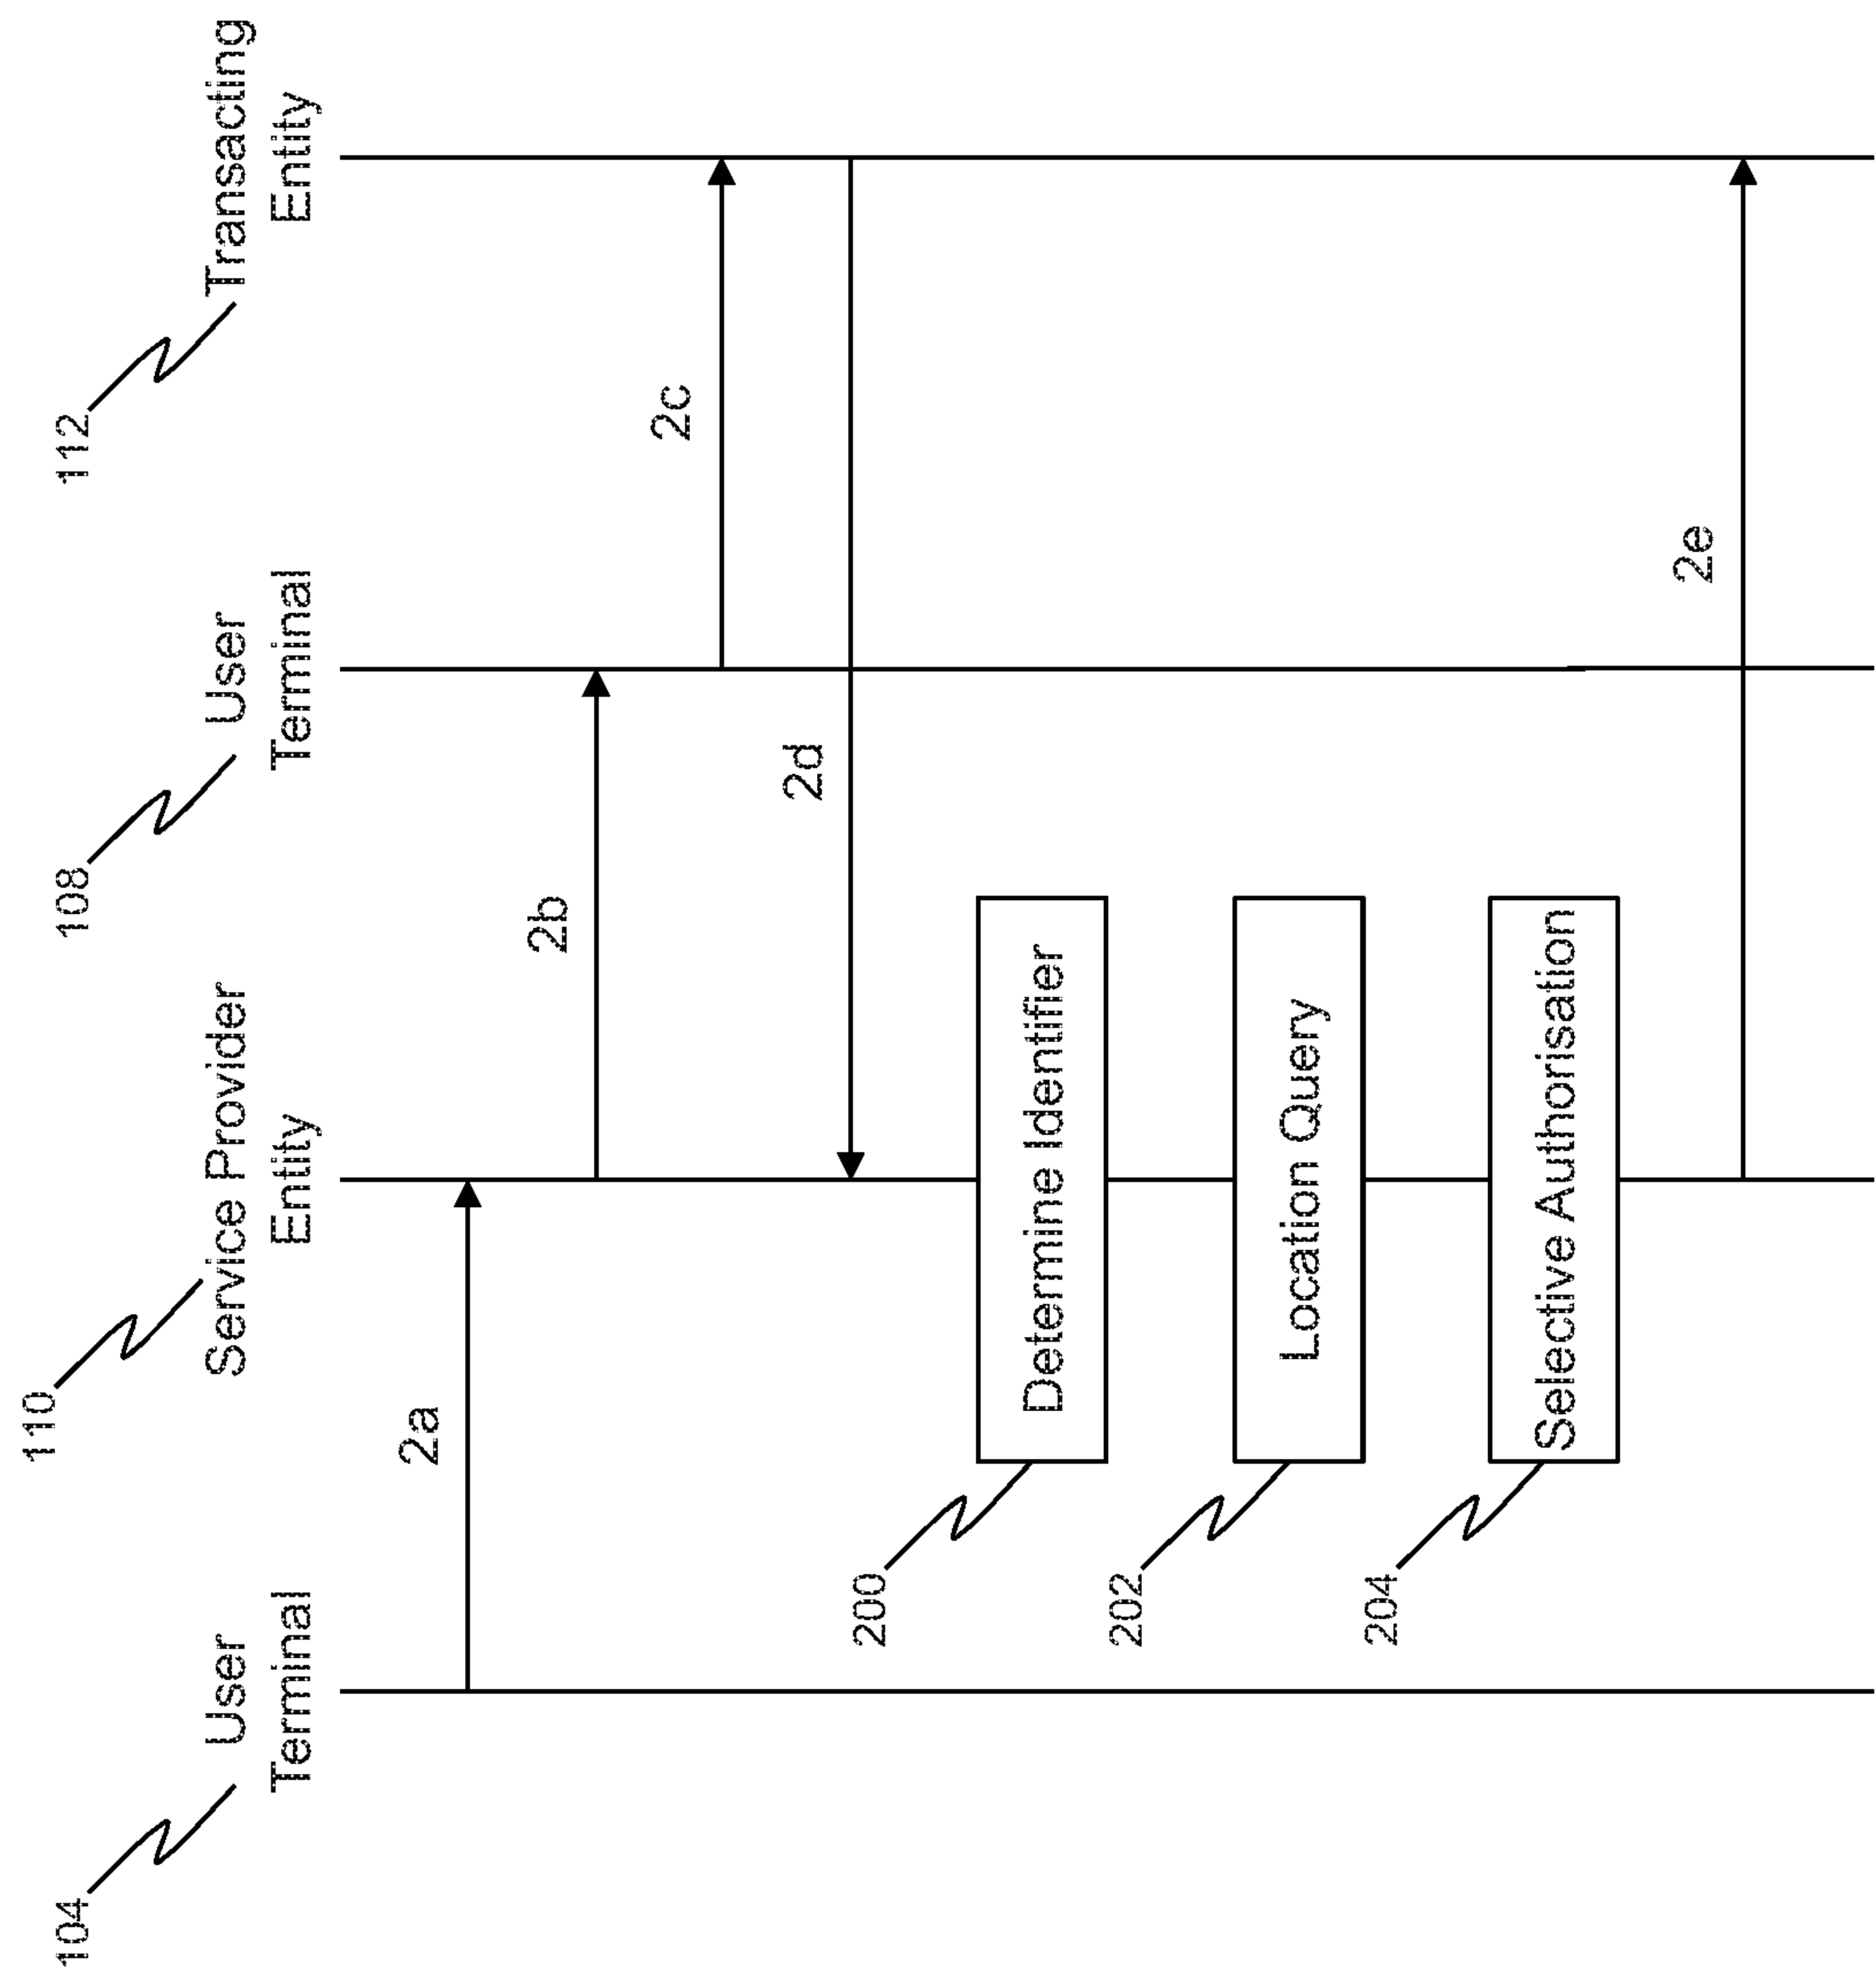 104
User
Terminal
110
Service Provider
Entity
108
User
Terminal
112
Transacting
Entity
2a
2b
2c
2d
200
Determine Identifier
202
Location Query
204
Selective Authorisation
2e